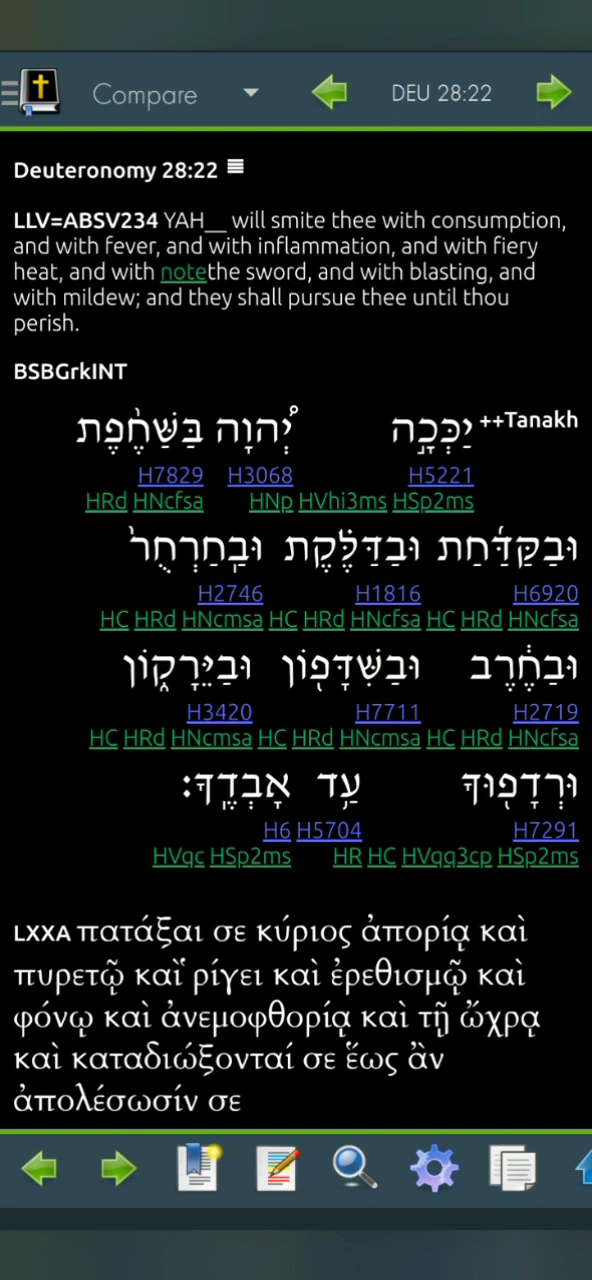 Compare
DEU 28:22
Deuteronomy 28:22
LLV=ABSV234 YAH__ will smite thee with consumption,
and with fever, and with inflammation, and with fiery
heat, and with notethe sword, and with blasting, and
with mildew; and they shall pursue thee until thou
perish.
BSBGrkINT
++Tanakh יַכְּכָ֣ה יְ֠הוָה בַּשַּׁחֶ֨פֶת
H7829 H3068 H5221
HRd HNcfsa HNp HVhi3ms HSp2ms
וּבַקַּדַּ֜חַת וּבַדַּלֶּ֗קֶת וּבַֽחַרְחֻר֙
H2746 H1816 H6920
HC HRd HNcmsa HC HRd HNcfsa HC HRd HNcfsa
וּבַחֶ֔רֶב וּבַשִּׁדָּפ֖וֹן וּבַיֵּרָק֑וֹן
H3420 H7711 H2719
HC HRd HNcmsa HC HRd HNcmsa HC HRd HNcfsa
וּרְדָפ֖וּךָ עַ֥ד אָבְדֶֽךָ׃
H6 H5704 H7291
HVqc HSp2ms HR HC HVqq3cp HSp2ms
LXXA πατάξαι σε κύριος ἀπορίᾳ καὶ
πυρετῷ καὶ̔ ρίγει καὶ ἐρεθισμῷ καὶ
φόνῳ καὶ ἀνεμοφθορίᾳ καὶ τῇ ὤχρᾳ
καὶ καταδιώξονταί σε ἕως ἂν
ἀπολέσωσίν σε